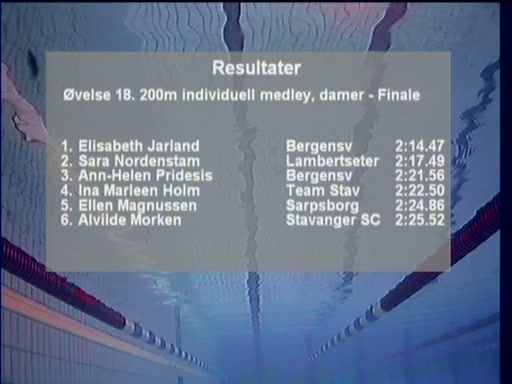 Resultater
Øvelse 18. 200m individuell medley, damer - Finale
1. Elisabeth Jarland Bergensv 2:14.47
2. Sara Nordenstam Lambertseter 2:17.49
3. Ann-Helen Pridesis Bergensv 2:21.56
4. Ina Marleen Holm Team Stav 2:22.50
5. Ellen Magnussen Sarpsborg 2:24.86
6. Alvilde Morken Stavanger SC 2:25.52